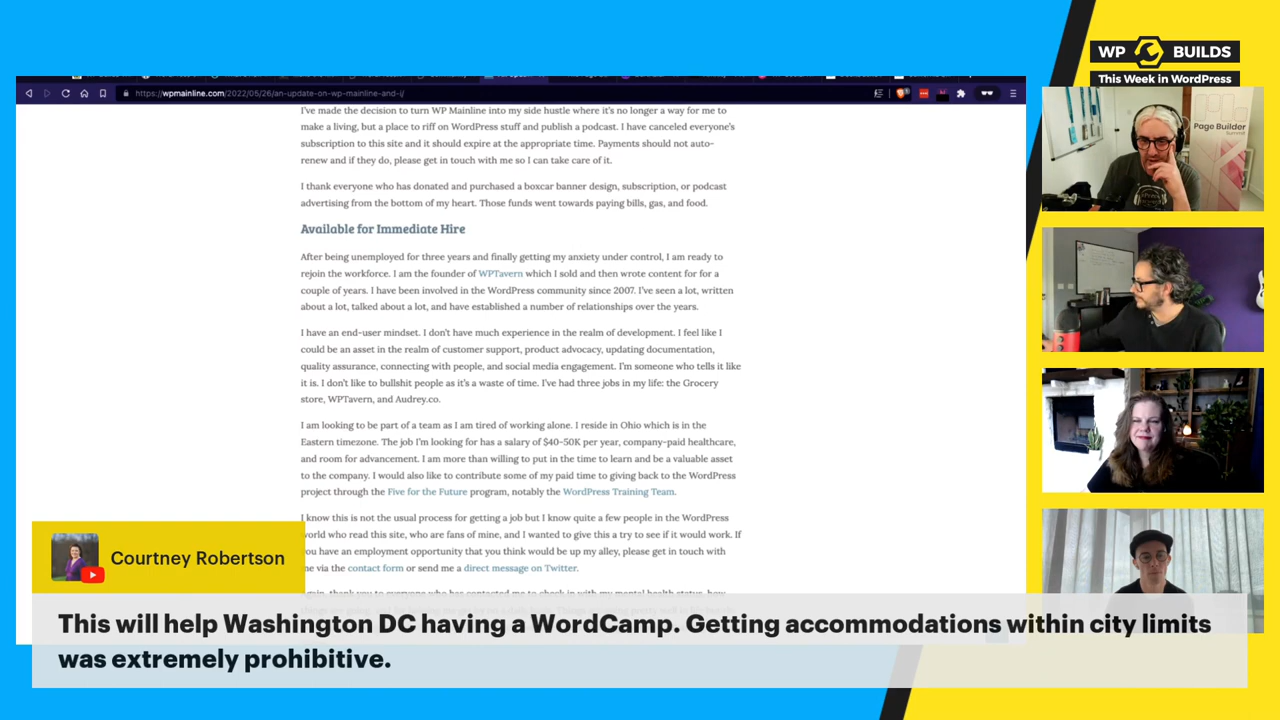 WP BUILDS
This Week in WordPress
https://wpmainline.com/2022/05/26/an-update-on-wp-mainline-and-i/
I've made the decision to turn WP Mainline into my side hustle where it's no longer a way for me to
make a living, but a place to riff on WordPress stuff and publish a podcast. I have canceled everyone's
subscription to this site and it should expire at the appropriate time. Payments should not auto-
renew and if they do, please get in touch with me so I can take care of it.
I thank everyone who has donated and purchased a boxcar banner design, subscription, or podcast
advertising from the bottom of my heart. Those funds went towards paying bills, gas, and food.
Available for Immediate Hire
After being unemployed for three years and finally getting my anxiety under control, I am ready to
rejoin the workforce. I am the founder of WPTavern which I sold and then wrote content for for a
couple of years. I have been involved in the WordPress community since 2007. I've seen a lot, written
about a lot, talked about a lot, and have established a number of relationships over the years.
I have an end-user mindset. I don't have much experience in the realm of development. I feel like I
could be an asset in the realm of customer support, product advocacy, updating documentation,
quality assurance, connecting with people, and social media engagement. I'm someone who tells it like
it is. I don't like to bullshit people as it's a waste of time. I've had three jobs in my life: the Grocery
store, WPTavern, and Audrey.co.
I am looking to be part of a team as I am tired of working alone. I reside in Ohio which is in the
Eastern timezone. The job I'm looking for has a salary of $40-50K per year, company-paid healthcare,
and room for advancement. I am more than willing to put in the time to learn and be a valuable asset
to the company. I would also like to contribute some of my paid time to giving back to the WordPress
project through the Five for the Future program, notably the WordPress Training Team.
I know this is not the usual process for getting a job but I know quite a few people in the WordPress
world who read this site, who are fans of mine, and I wanted to give this a try to see if it would work. If
you have an employment opportunity that you think would be up my alley, please get in touch with
me via the contact form or send me a direct message on Twitter.
Again, thank you to everyone who has contacted me to check in with my mental health status, how
Page Builder
Summit
Courtney Robertson
This will help Washington DC having a WordCamp. Getting accommodations within city limits
was extremely prohibitive.